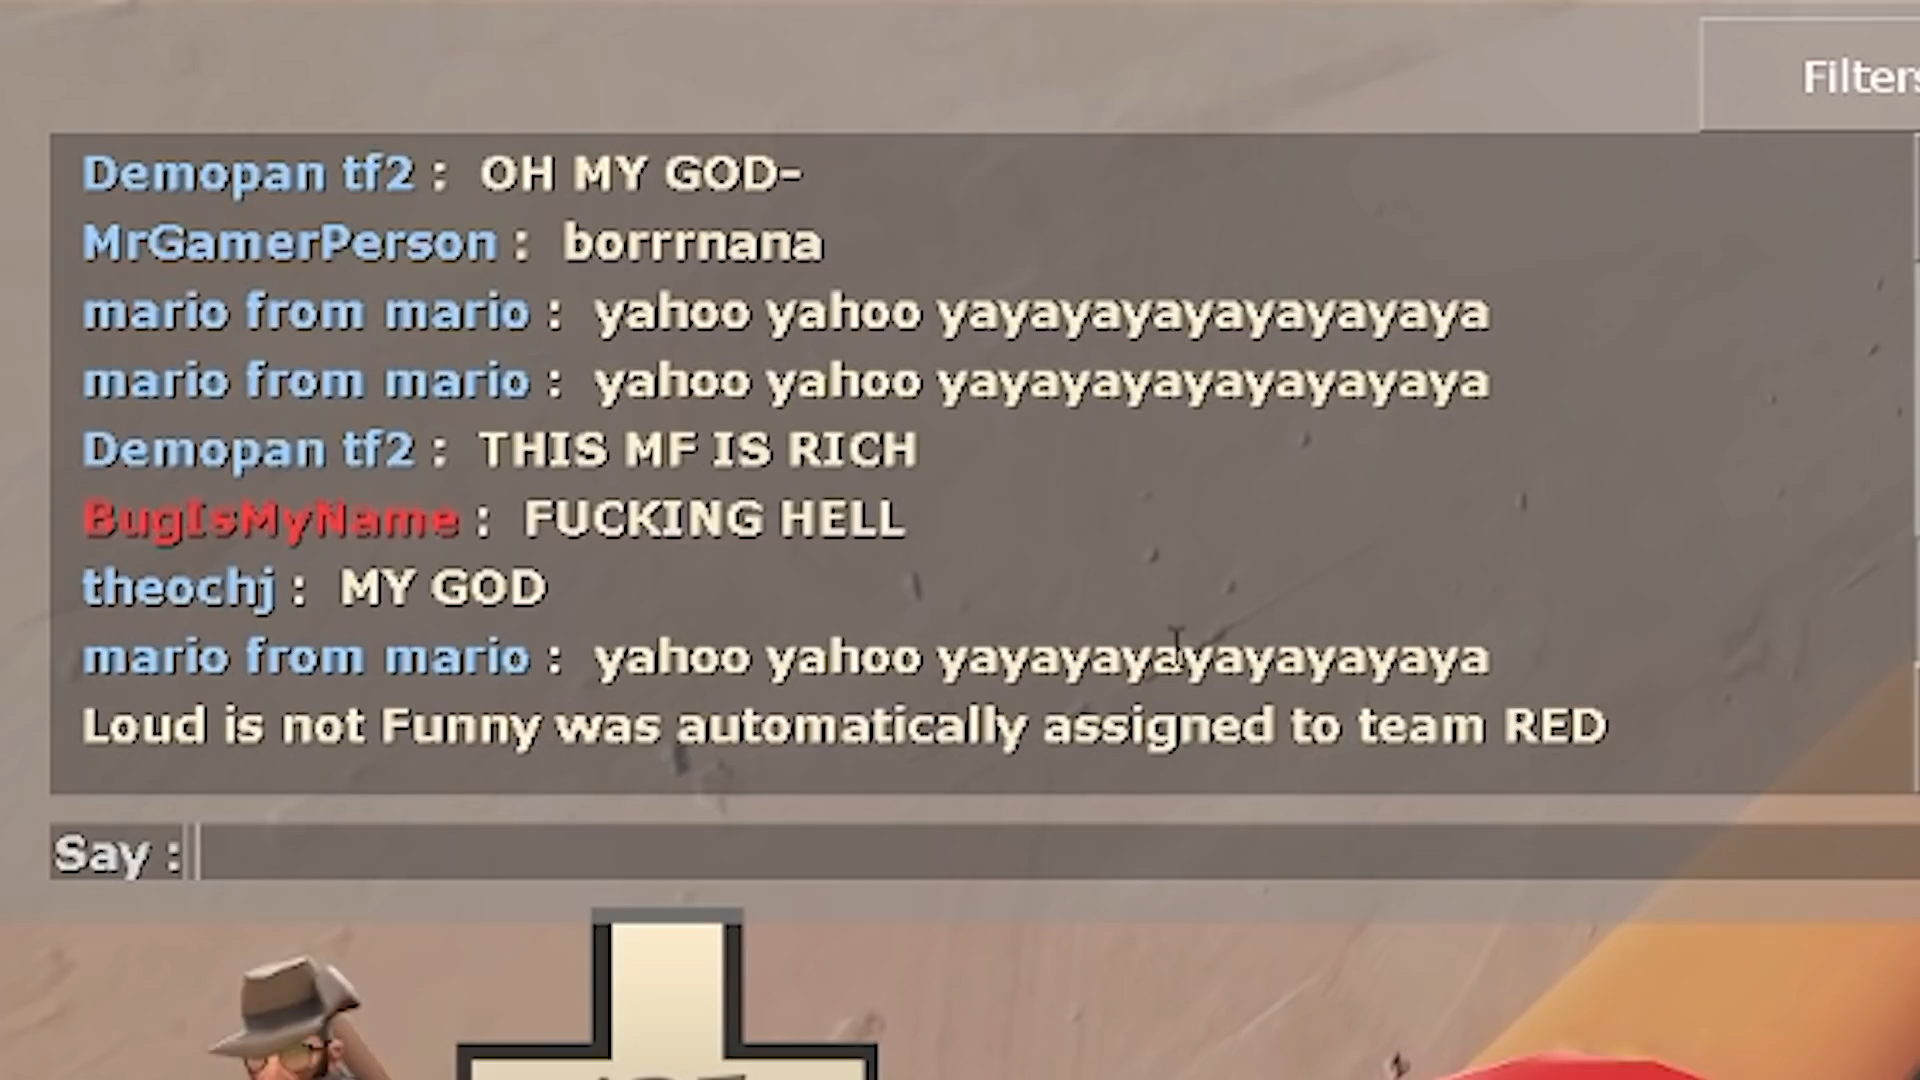 Filters
Demopan tf2 :  OH MY GOD-
MrGamerPerson :  borrrnana
mario from mario :  yahoo yahoo yayayayayayayayaya
mario from mario :  yahoo yahoo yayayayayayayayaya
Demopan tf2 :  THIS MF IS RICH
BugIsMyName :  FUCKING HELL
theochj :  MY GOD
mario from mario :  yahoo yahoo yayayayayayayayaya
Loud is not Funny was automatically assigned to team RED
Say :